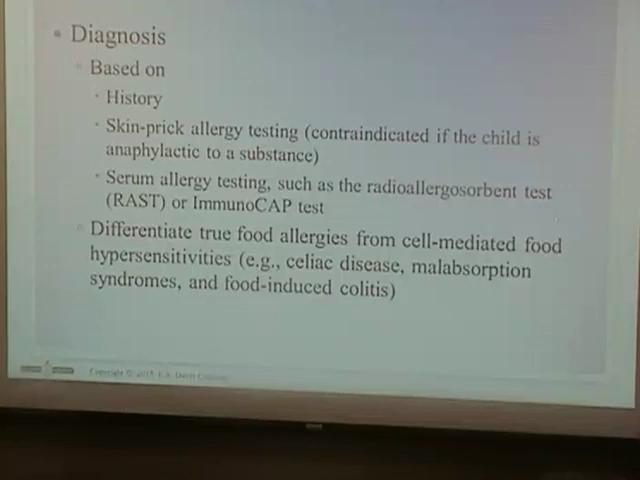 • Diagnosis
Based on
History
Skin-prick allergy testing (contraindicated if the child is
anaphylactic to a substance)
Serum allergy testing, such as the radioallergosorbent test
(RAST) or ImmunoCAP test
Differentiate true food allergies from cell-mediated food
hypersensitivities (e.g., celiac disease, malabsorption
syndromes, and food-induced colitis)
Copyright ©